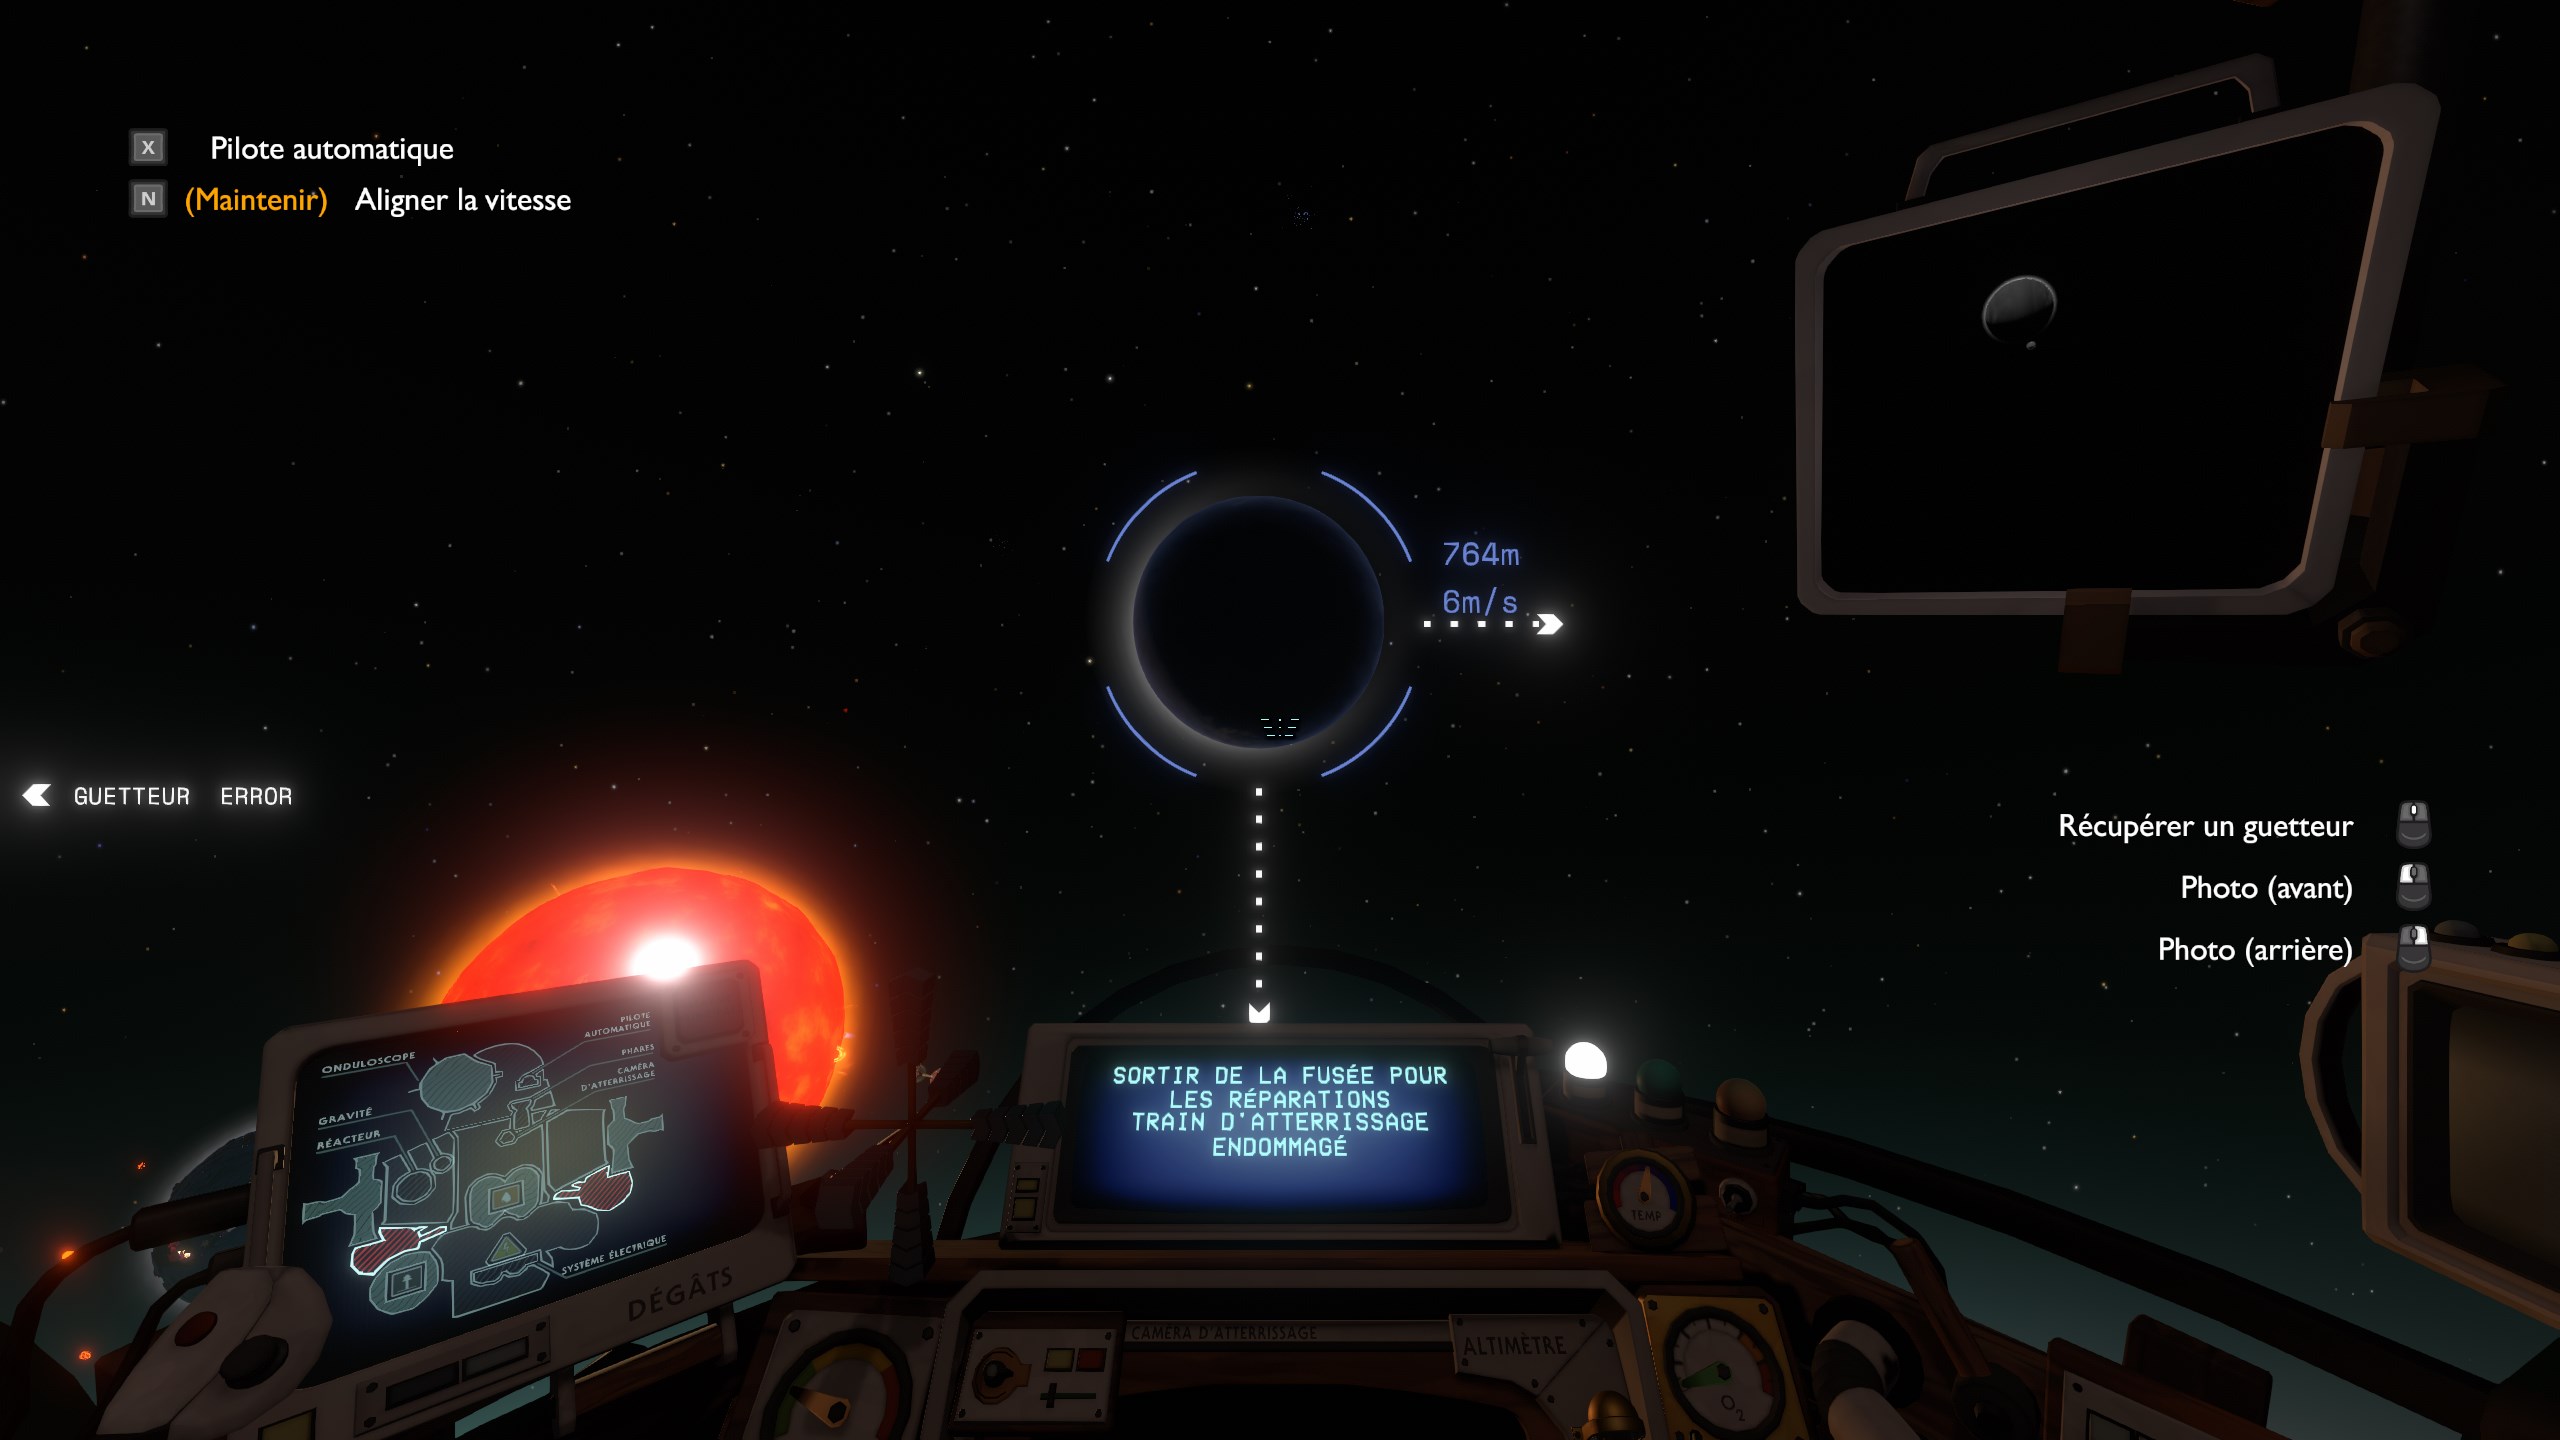 X Pilote automatique
N (Maintenir) Aligner la vitesse
764m
6m/s
GUETTEUR ERROR
Récupérer un guetteur
Photo (avant)
Photo (arrière)
PILOTE
AUTOMATIQUE
ONDULOSCOPE
PHARES
CAMÉRA
D'ATTERRISSAGE
GRAVITÉ
RÉACTEUR
SYSTÈME ÉLECTRIQUE
DÉGÂTS
SORTIR DE LA FUSÉE POUR
LES RÉPARATIONS
TRAIN D'ATTERRISSAGE
ENDOMMAGÉ
TEMP
CAMÉRA D'ATTERRISSAGE
ALTIMÈTRE
O2